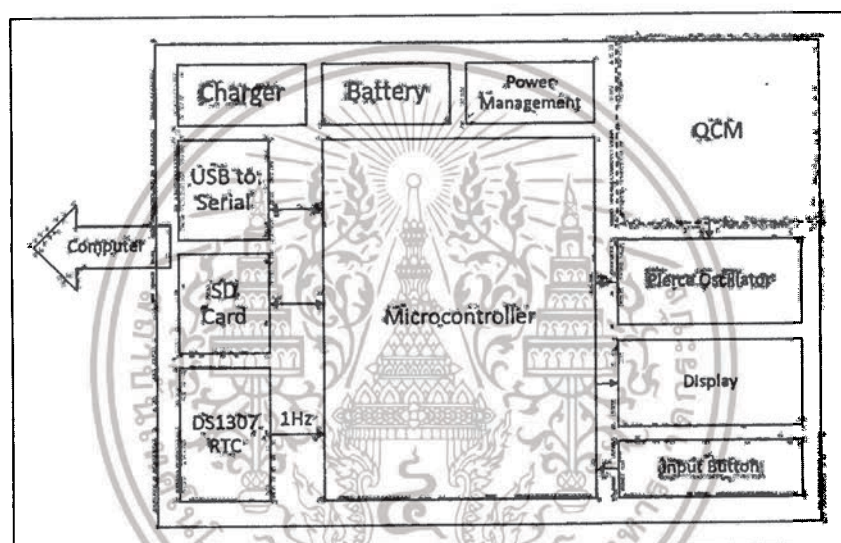 Charger
Battery
Power
Management
QCM
USB to
Serial
Computer
SD
Card
Microcontroller
Pierce Oscillator
Display
DS1307
RTC
1Hz
Input Button